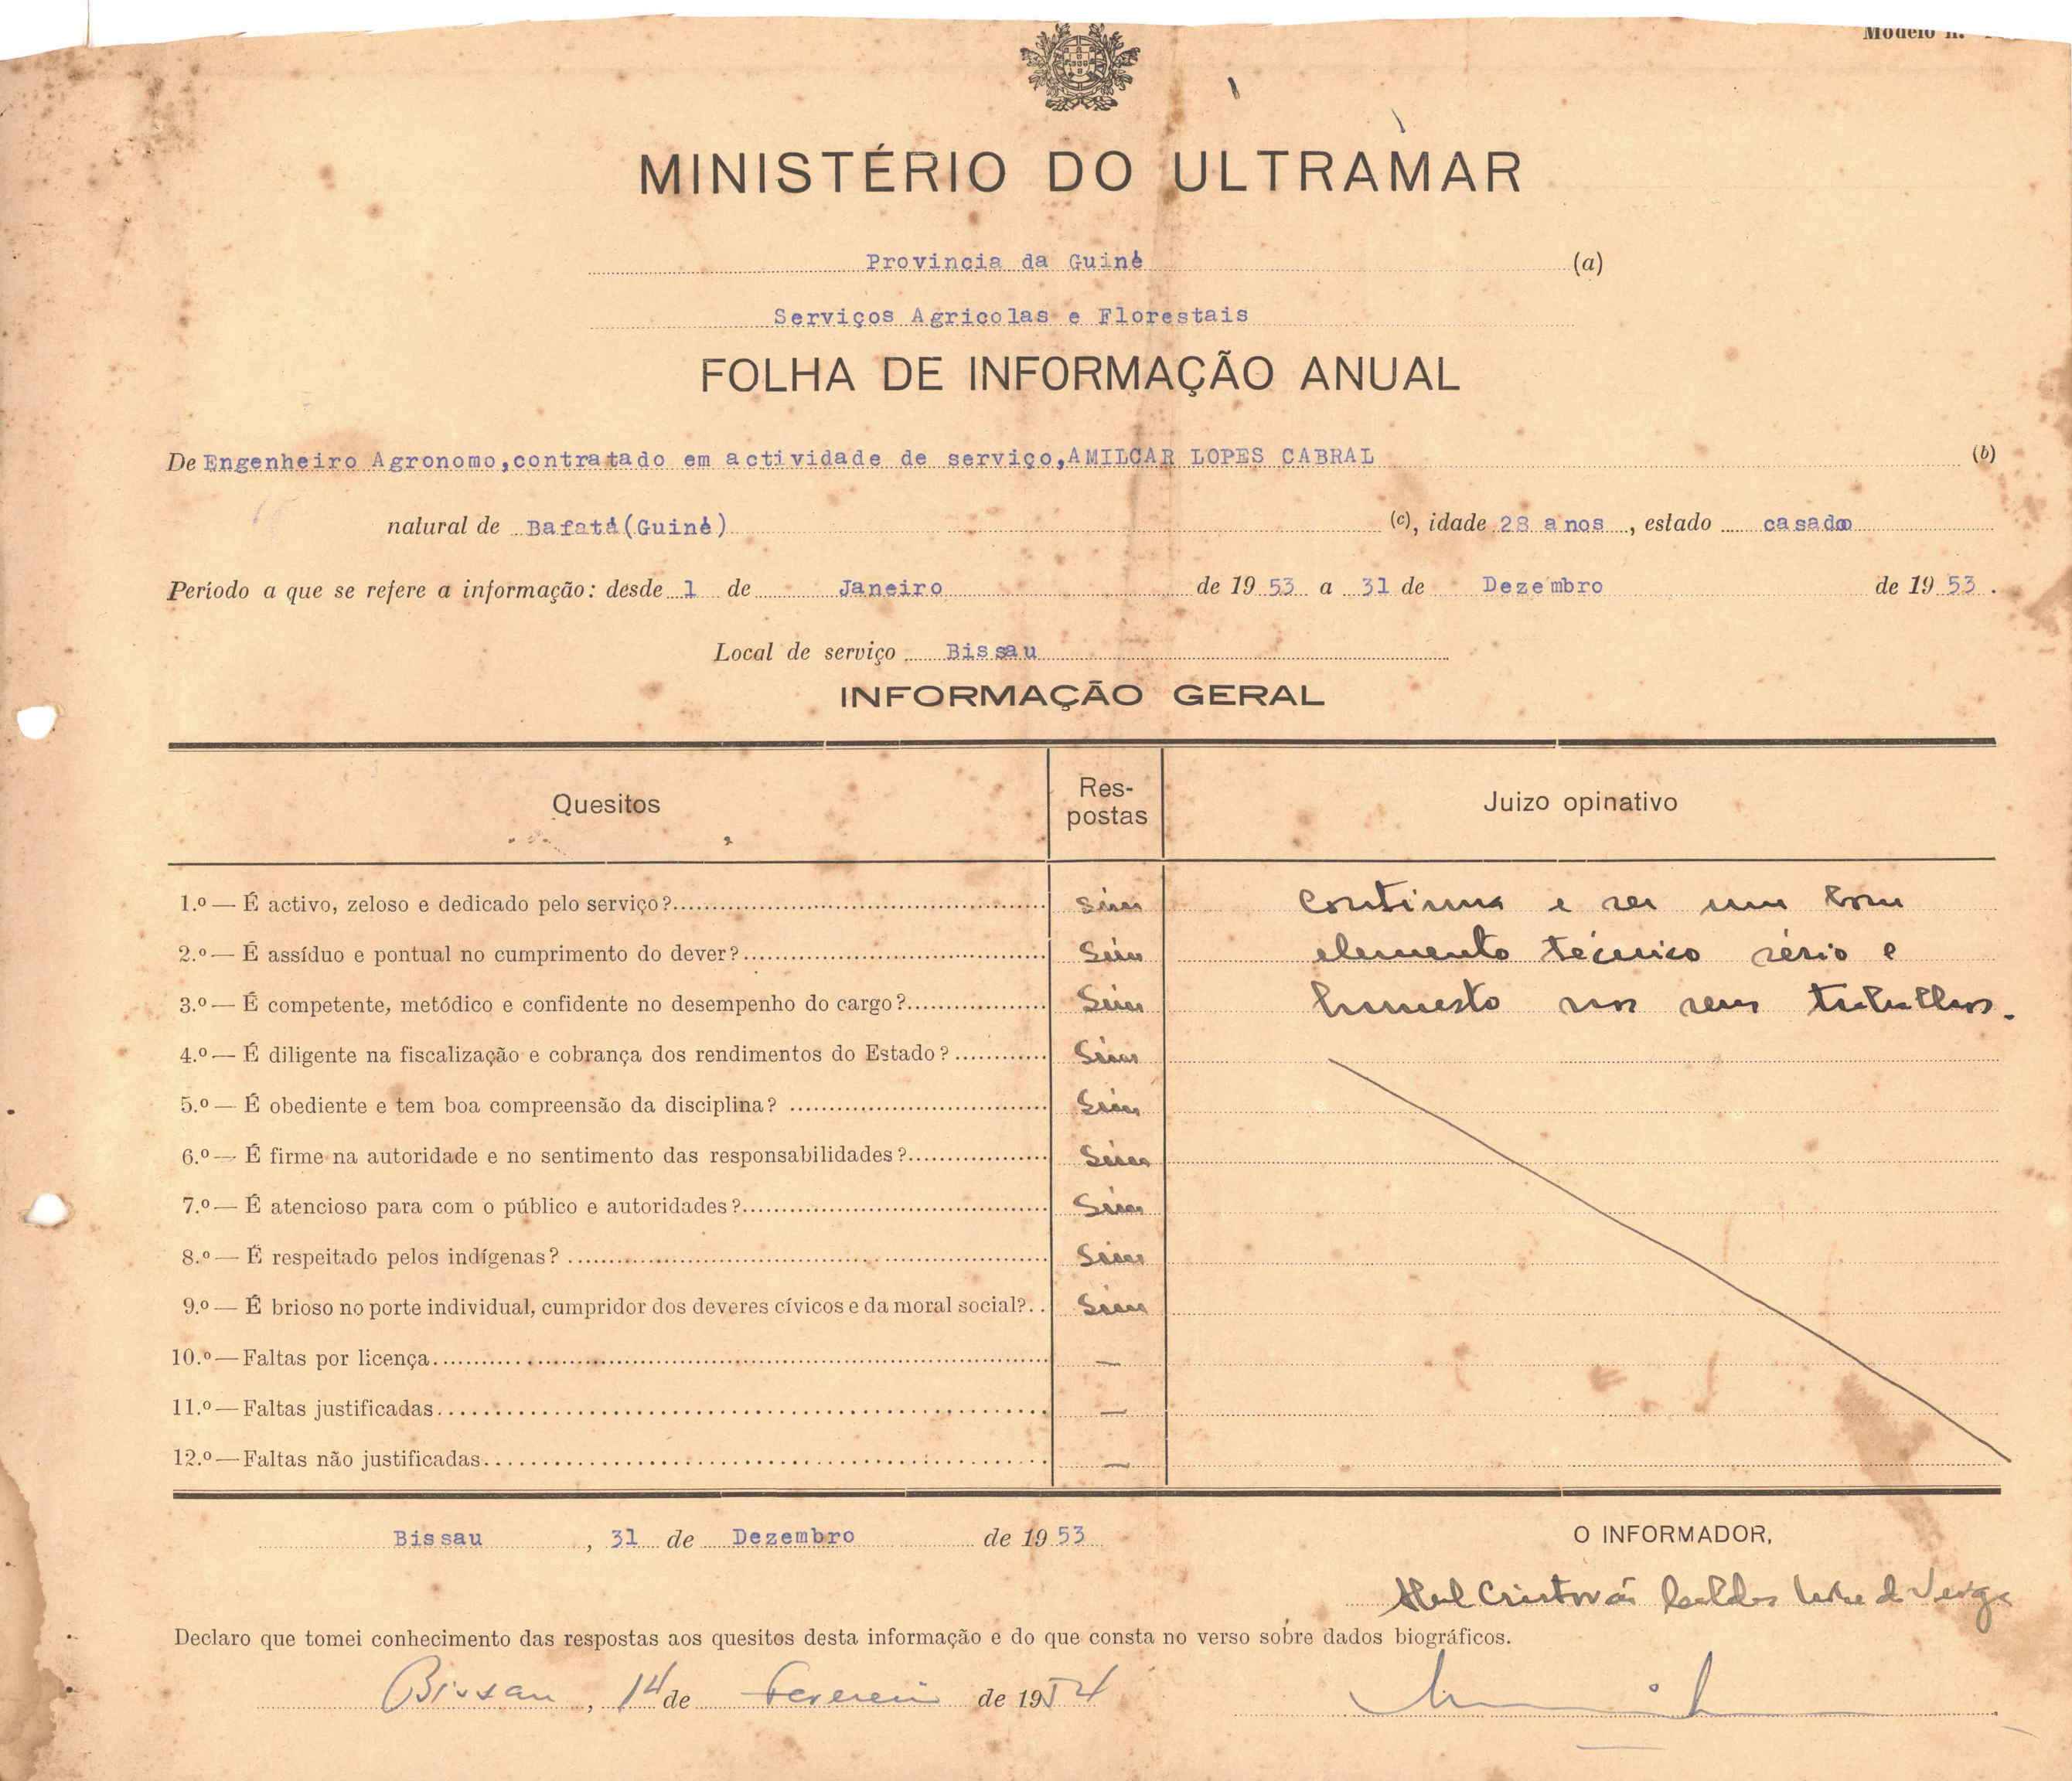 Modelo n.
MINISTÉRIO DO ULTRAMAR
Provincia da Guiné (a)
Serviços Agricolas e Florestais
FOLHA DE INFORMAÇÃO ANUAL
De Engenheiro Agronomo,contratado em actividade de serviço,AMILCAR LOPES CABRAL (b)
natural de Bafatá(Guiné) (c), idade 28 anos, estado casado
Período a que se refere a informação: desde 1 de Janeiro de 1953 a 31 de Dezembro de 1953.
Local de serviço Bissau
INFORMAÇÃO GERAL
Quesitos Res-postas Juizo opinativo
1.º — É activo, zeloso e dedicado pelo serviço? Sim Continua a ser um bom
2.º — É assíduo e pontual no cumprimento do dever? Sim elemento técnico sério e
3.º — É competente, metódico e confidente no desempenho do cargo? Sim honesto nos seus trabalhos.
4.º — É diligente na fiscalização e cobrança dos rendimentos do Estado? Sim
5.º — É obediente e tem boa compreensão da disciplina? Sim
6.º — É firme na autoridade e no sentimento das responsabilidades? Sim
7.º — É atencioso para com o público e autoridades? Sim
8.º — É respeitado pelos indígenas? Sim
9.º — É brioso no porte individual, cumpridor dos deveres cívicos e da moral social? Sim
10.º — Faltas por licença —
11.º — Faltas justificadas —
12.º — Faltas não justificadas —
Bissau, 31 de Dezembro de 1953
O INFORMADOR,
Cristovão
Declaro que tomei conhecimento das respostas aos quesitos desta informação e do que consta no verso sôbre dados biográficos.
Bissau, 14 de Fevereiro de 1954